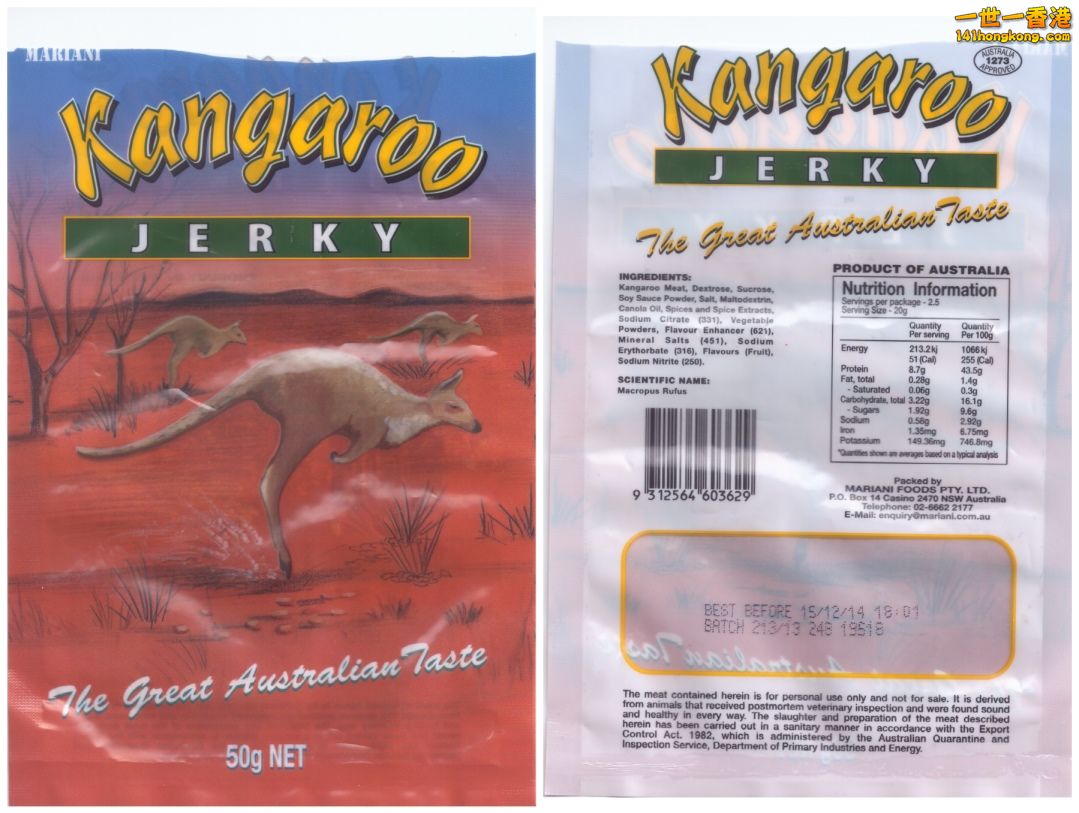 MARIANI
Kangaroo
JERKY
The Great Australian Taste
50g NET
一世一香港
141hongkong.com
Kangaroo
AUSTRALIA
1273
APPROVED
JERKY
The Great Australian Taste
INGREDIENTS:
Kangaroo Meat, Dextrose, Sucrose,
Soy Sauce Powder, Salt, Maltodextrin,
Canola Oil, Spices and Spice Extracts,
Sodium Citrate (331), Vegetable
Powders, Flavour Enhancer (621),
Mineral Salts (451), Sodium
Erythorbate (316), Flavours (Fruit),
Sodium Nitrite (250).
SCIENTIFIC NAME:
Macropus Rufus
9 312564 603629
PRODUCT OF AUSTRALIA
Nutrition Information
Servings per package - 2.5
Serving Size - 20g
Quantity Per serving Quantity Per 100g
Energy 213.2kj 1066kj
51 (Cal) 255 (Cal)
Protein 8.7g 43.5g
Fat, total 0.28g 1.4g
- Saturated 0.06g 0.3g
Carbohydrate, total 3.22g 16.1g
- Sugars 1.92g 9.6g
Sodium 0.58g 2.92g
Iron 1.35mg 6.75mg
Potassium 149.36mg 746.8mg
*Quantities shown are averages based on a typical analysis
Packed by
MARIANI FOODS PTY. LTD.
P.O. Box 14 Casino 2470 NSW Australia
Telephone: 02-6662 2177
E-Mail: enquiry@mariani.com.au
BEST BEFORE 15/12/14 18:01
BATCH 213/13 248 19518
The meat contained herein is for personal use only and not for sale. It is derived
from animals that received postmortem veterinary inspection and were found sound
and healthy in every way. The slaughter and preparation of the meat described
herein has been carried out in a sanitary manner in accordance with the Export
Control Act. 1982, which is administered by the Australian Quarantine and
Inspection Service, Department of Primary Industries and Energy.